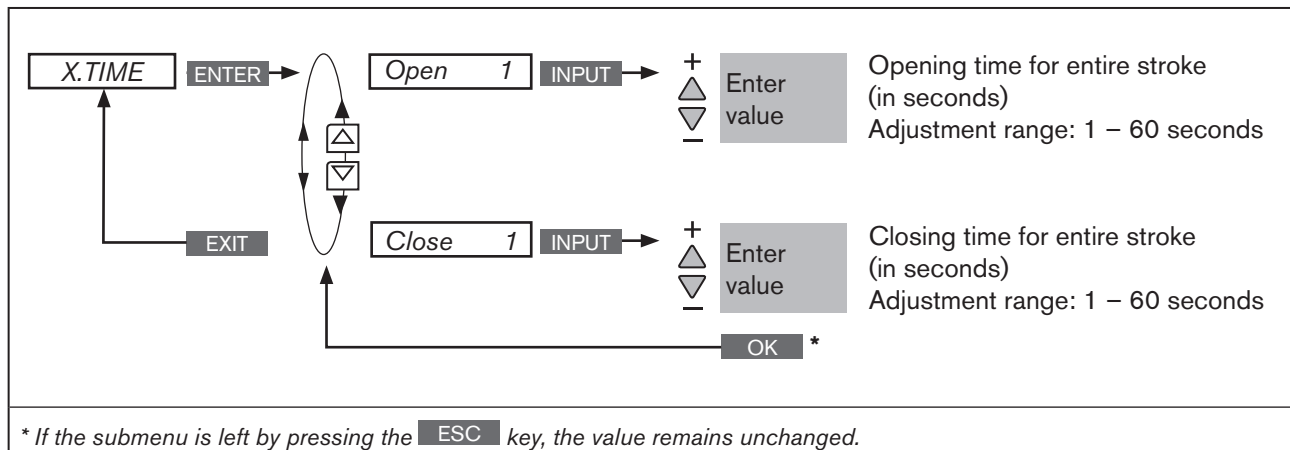 X.TIME ENTER Open 1 INPUT + Enter value – Opening time for entire stroke
(in seconds)
Adjustment range: 1 – 60 seconds
EXIT Close 1 INPUT + Enter value – Closing time for entire stroke
(in seconds)
Adjustment range: 1 – 60 seconds
OK *
* If the submenu is left by pressing the ESC key, the value remains unchanged.